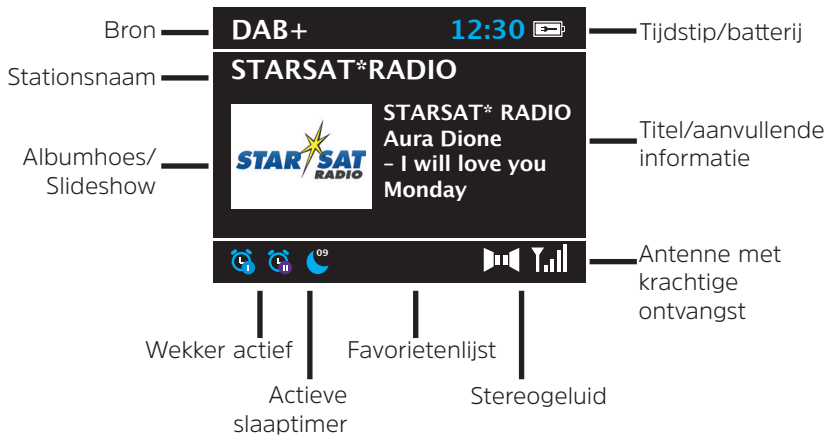 Bron
DAB+
12:30
Tijdstip/batterij
Stationsnaam
STARSAT*RADIO
Albumhoes/
Slideshow
STAR SAT
RADIO
STARSAT* RADIO
Aura Dione
– I will love you
Monday
Titel/aanvullende
informatie
I
II
09
Antenne met
krachtige
ontvangst
Wekker actief
Favorietenlijst
Actieve
slaaptimer
Stereogeluid